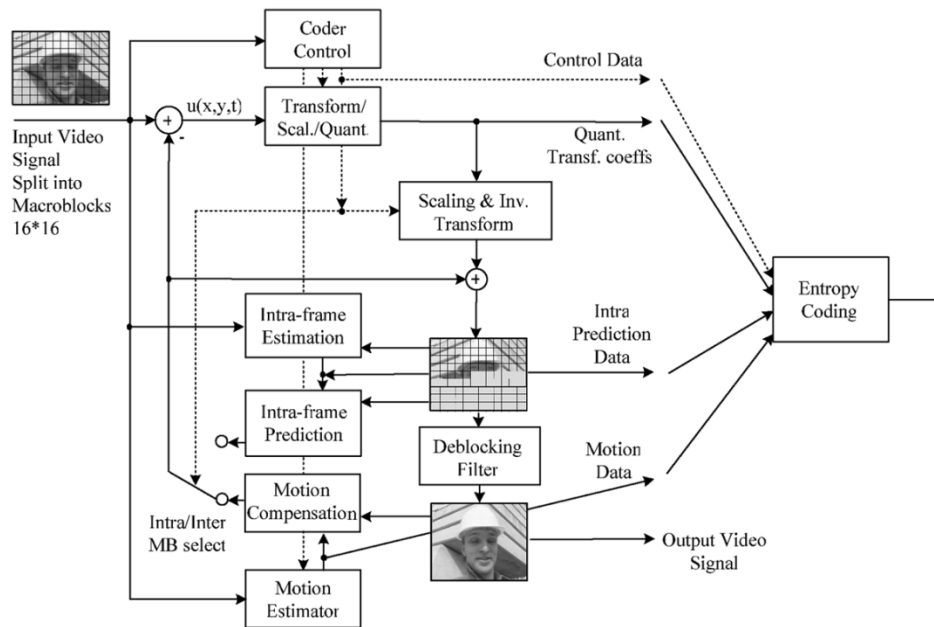 Coder
Control
Control Data
u(x,y,t)
Transform/
Scal./Quant.
-
Input Video
Signal
Split into
Macroblocks
16*16
Quant.
Transf. coeffs
Scaling & Inv.
Transform
Entropy
Coding
Intra-frame
Estimation
Intra
Prediction
Data
Intra-frame
Prediction
Deblocking
Filter
Motion
Data
Motion
Compensation
Intra/Inter
MB select
Output Video
Signal
Motion
Estimator